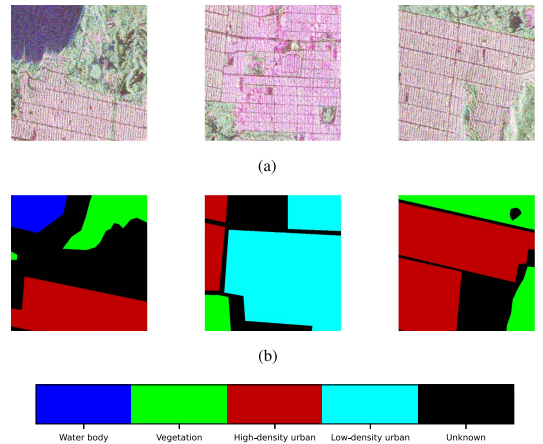 (a)
(b)
Water body
Vegetation
High-density urban
Low-density urban
Unknown